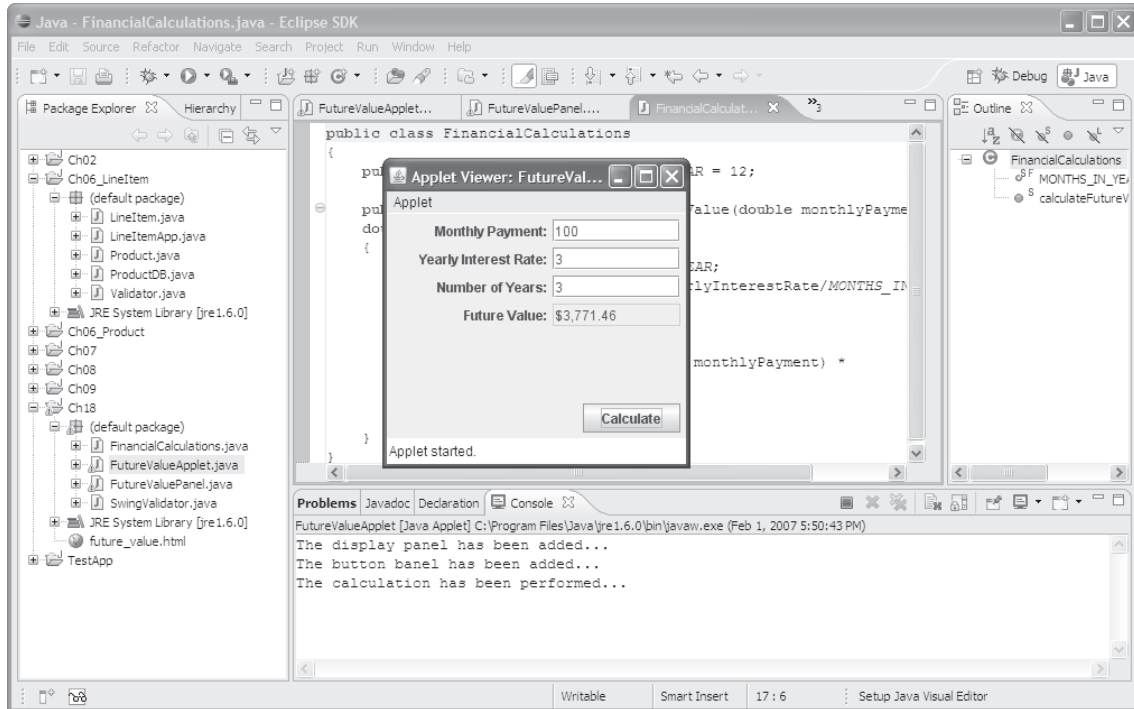 Java - FinancialCalculations.java - Eclipse SDK
File Edit Source Refactor Navigate Search Project Run Window Help
Debug Java
Package Explorer Hierarchy
Ch02
Ch06_LineItem
(default package)
LineItem.java
LineItemApp.java
Product.java
ProductDB.java
Validator.java
JRE System Library [jre1.6.0]
Ch06_Product
Ch07
Ch08
Ch09
Ch18
(default package)
FinancialCalculations.java
FutureValueApplet.java
FutureValuePanel.java
SwingValidator.java
JRE System Library [jre1.6.0]
future_value.html
TestApp
FutureValueApplet... FutureValuePanel.... FinancialCalculat... 3
public class FinancialCalculations
{
pu AR = 12;
pu Value(double monthlyPayme
do
{
EAR;
lyInterestRate/MONTHS_IN
monthlyPayment) *
}
}
Applet Viewer: FutureVal...
Applet
Monthly Payment: 100
Yearly Interest Rate: 3
Number of Years: 3
Future Value: $3,771.46
Calculate
Applet started.
Outline
FinancialCalculations
S F MONTHS_IN_YEA
S calculateFutureV
Problems Javadoc Declaration Console
FutureValueApplet [Java Applet] C:\Program Files\Java\jre1.6.0\bin\javaw.exe (Feb 1, 2007 5:50:43 PM)
The display panel has been added...
The button banel has been added...
The calculation has been performed...
Writable Smart Insert 17 : 6 Setup Java Visual Editor